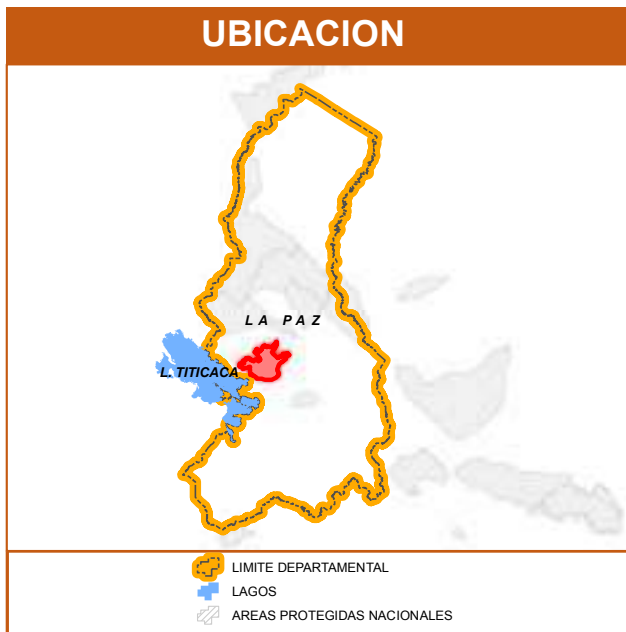 UBICACION
LA PAZ
L. TITICACA
LIMITE DEPARTAMENTAL
LAGOS
AREAS PROTEGIDAS NACIONALES